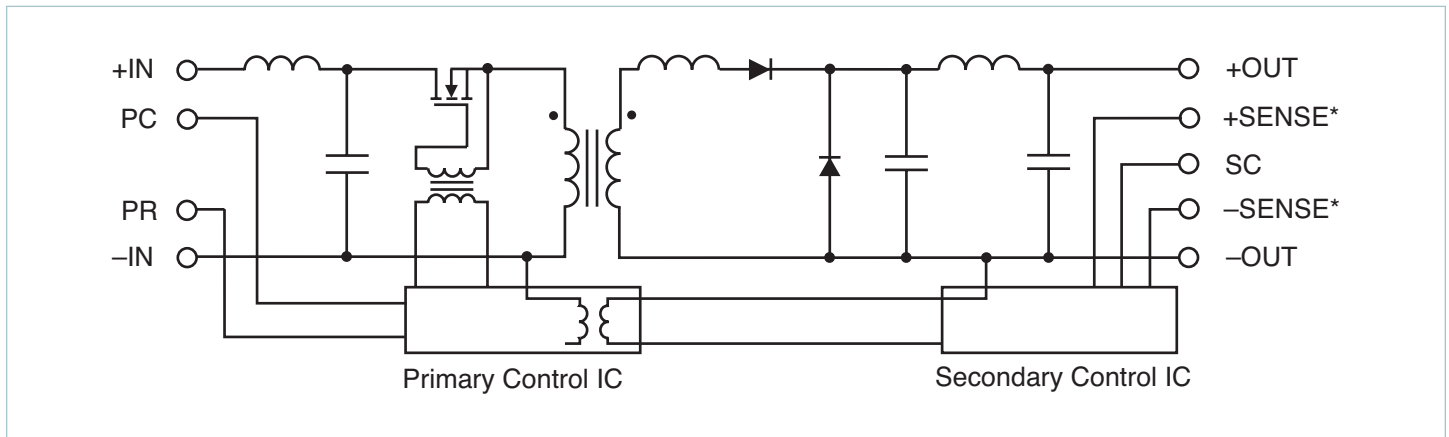 +IN
PC
PR
–IN
+OUT
+SENSE*
SC
–SENSE*
–OUT
Primary Control IC
Secondary Control IC